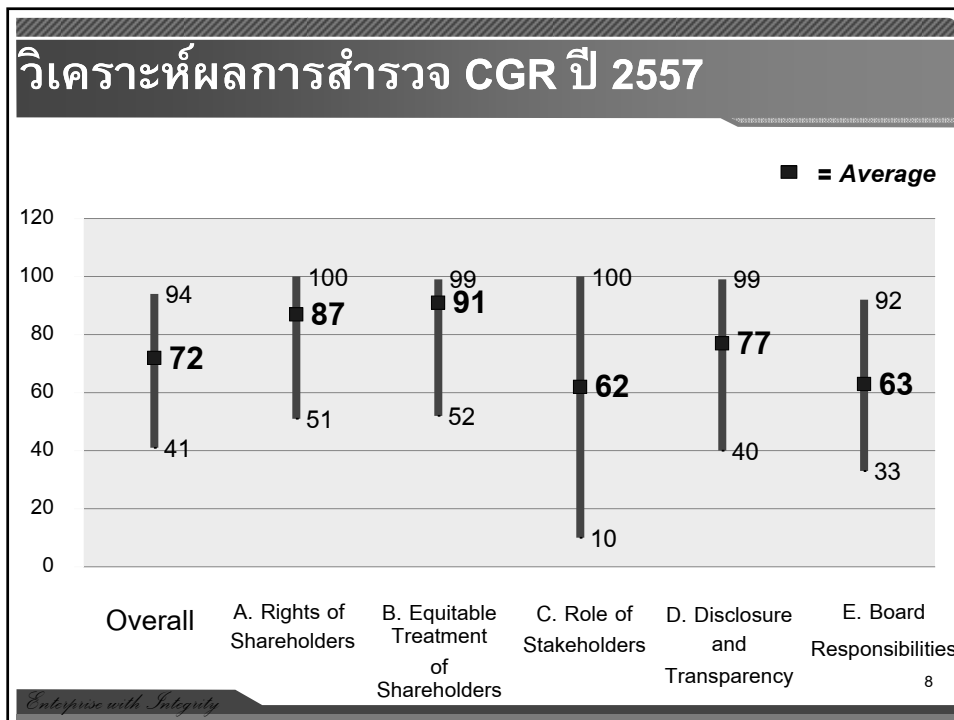 วิเคราะห์ผลการสำรวจ CGR ปี 2557
= Average
120
100
80
60
40
20
0
94
72
41
100
87
51
99
91
52
100
62
10
99
77
40
92
63
33
Overall
A. Rights of
Shareholders
B. Equitable
Treatment
of
Shareholders
C. Role of
Stakeholders
D. Disclosure
and
Transparency
E. Board
Responsibilities
8
Enterprise with Integrity